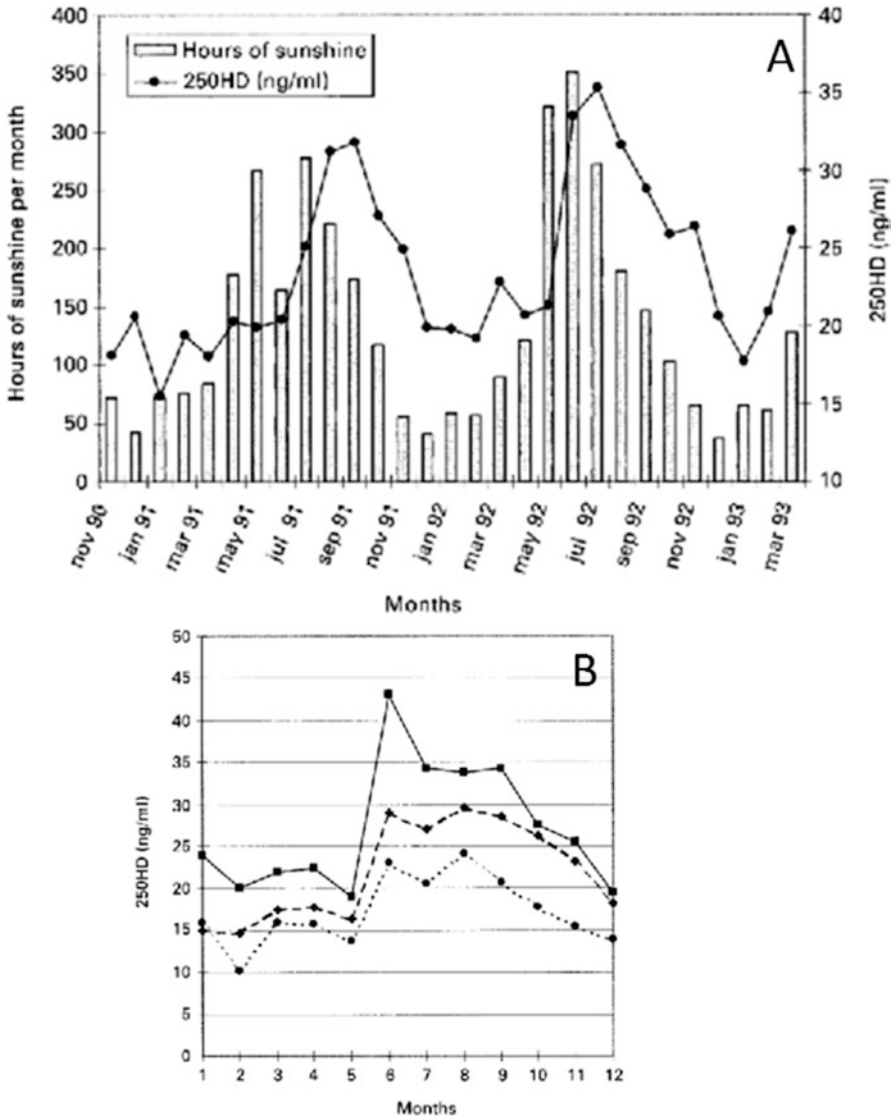 400
350
300
250
200
150
100
50
0
Hours of sunshine per month
Hours of sunshine
250HD (ng/ml)
A
40
35
30
25
20
15
10
250HD (ng/ml)
nov 90
jan 91
mar 91
may 91
jul 91
sep 91
nov 91
jan 92
mar 92
may 92
jul 92
sep 92
nov 92
jan 93
mar 93
Months
B
50
45
40
35
30
25
20
15
10
5
0
250HD (ng/ml)
1 2 3 4 5 6 7 8 9 10 11 12
Months